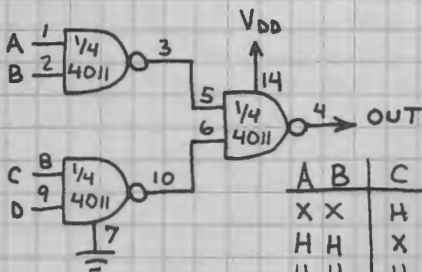 VDD
A 1 1/4 3 14
B 2 4011 5 1/4 4 OUT
6 4011
C 8 1/4 10
D 9 4011
7
A B C
X X H
H H X
H H